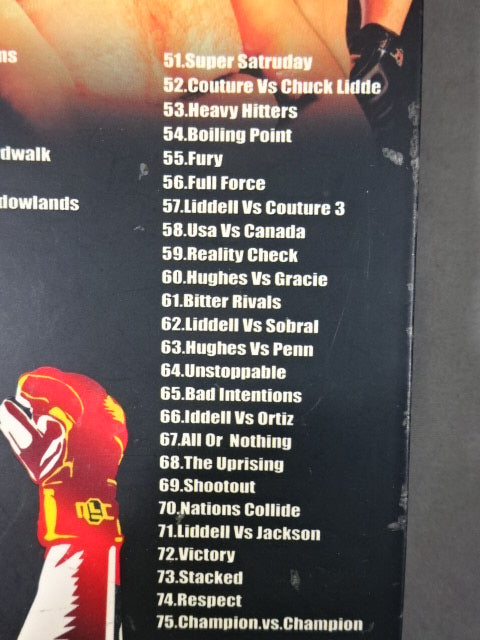 ns
dwalk
dowlands
51.Super Satruday
52.Couture Vs Chuck Lidde
53.Heavy Hitters
54.Boiling Point
55.Fury
56.Full Force
57.Liddell Vs Couture 3
58.Usa Vs Canada
59.Reality Check
60.Hughes Vs Gracie
61.Bitter Rivals
62.Liddell Vs Sobral
63.Hughes Vs Penn
64.Unstoppable
65.Bad Intentions
66.Iddell Vs Ortiz
67.All Or Nothing
68.The Uprising
69.Shootout
70.Nations Collide
71.Liddell Vs Jackson
72.Victory
73.Stacked
74.Respect
75.Champion.vs.Champion